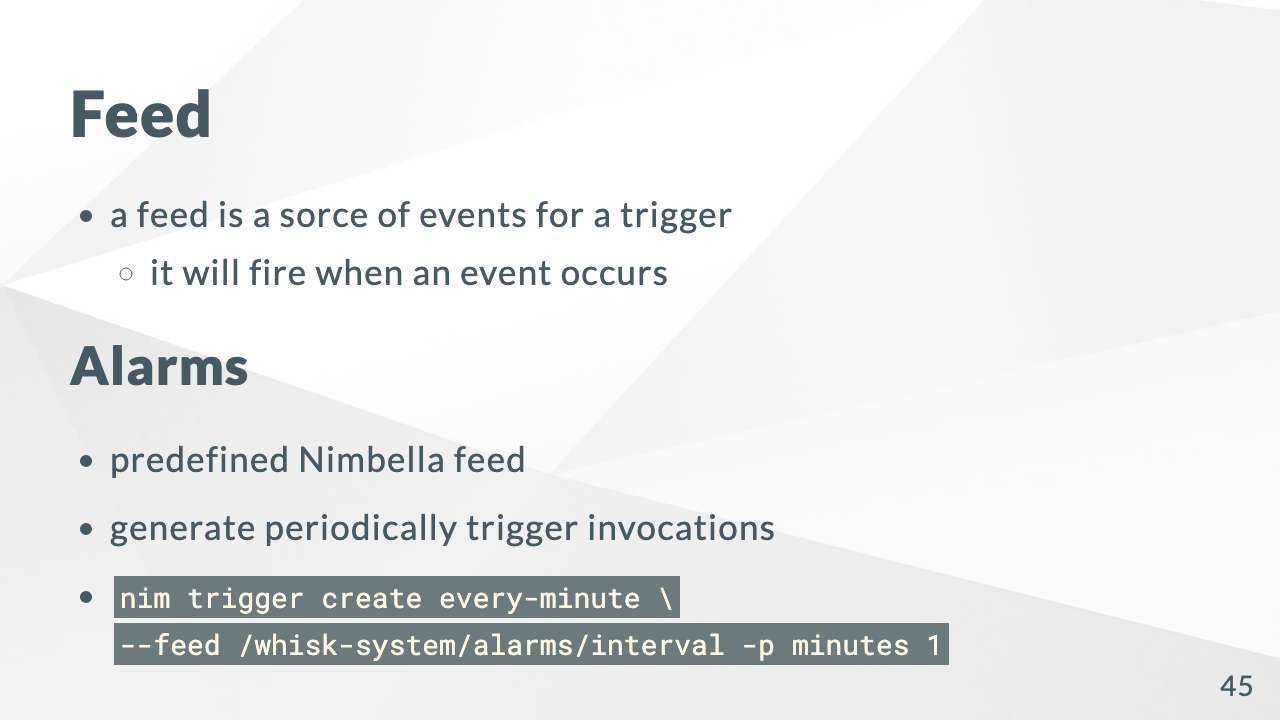 Feed
a feed is a sorce of events for a trigger
it will fire when an event occurs
Alarms
predefined Nimbella feed
generate periodically trigger invocations
nim trigger create every-minute \
--feed /whisk-system/alarms/interval -p minutes 1
45